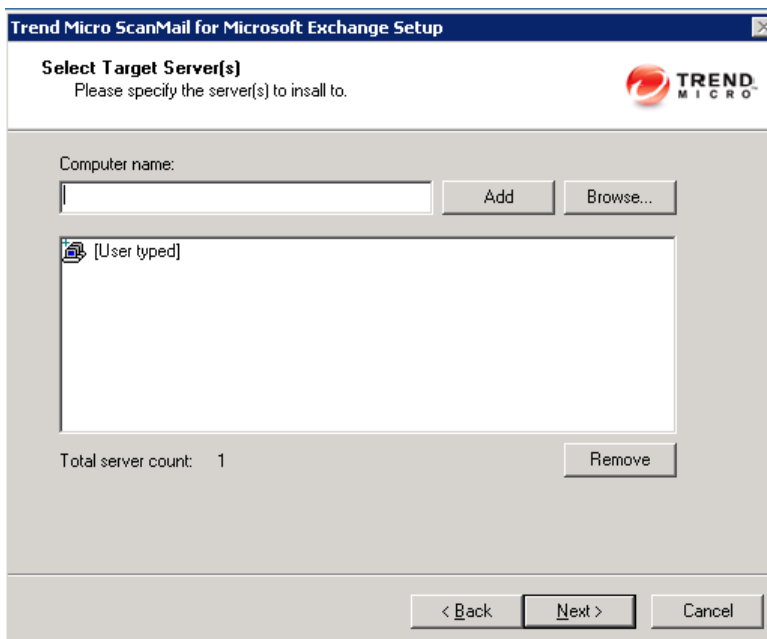 Trend Micro ScanMail for Microsoft Exchange Setup
Select Target Server(s)
Please specify the server(s) to insall to.
TREND
MICRO™
Computer name:
Add
Browse...
[User typed]
Total server count: 1
Remove
< Back
Next >
Cancel